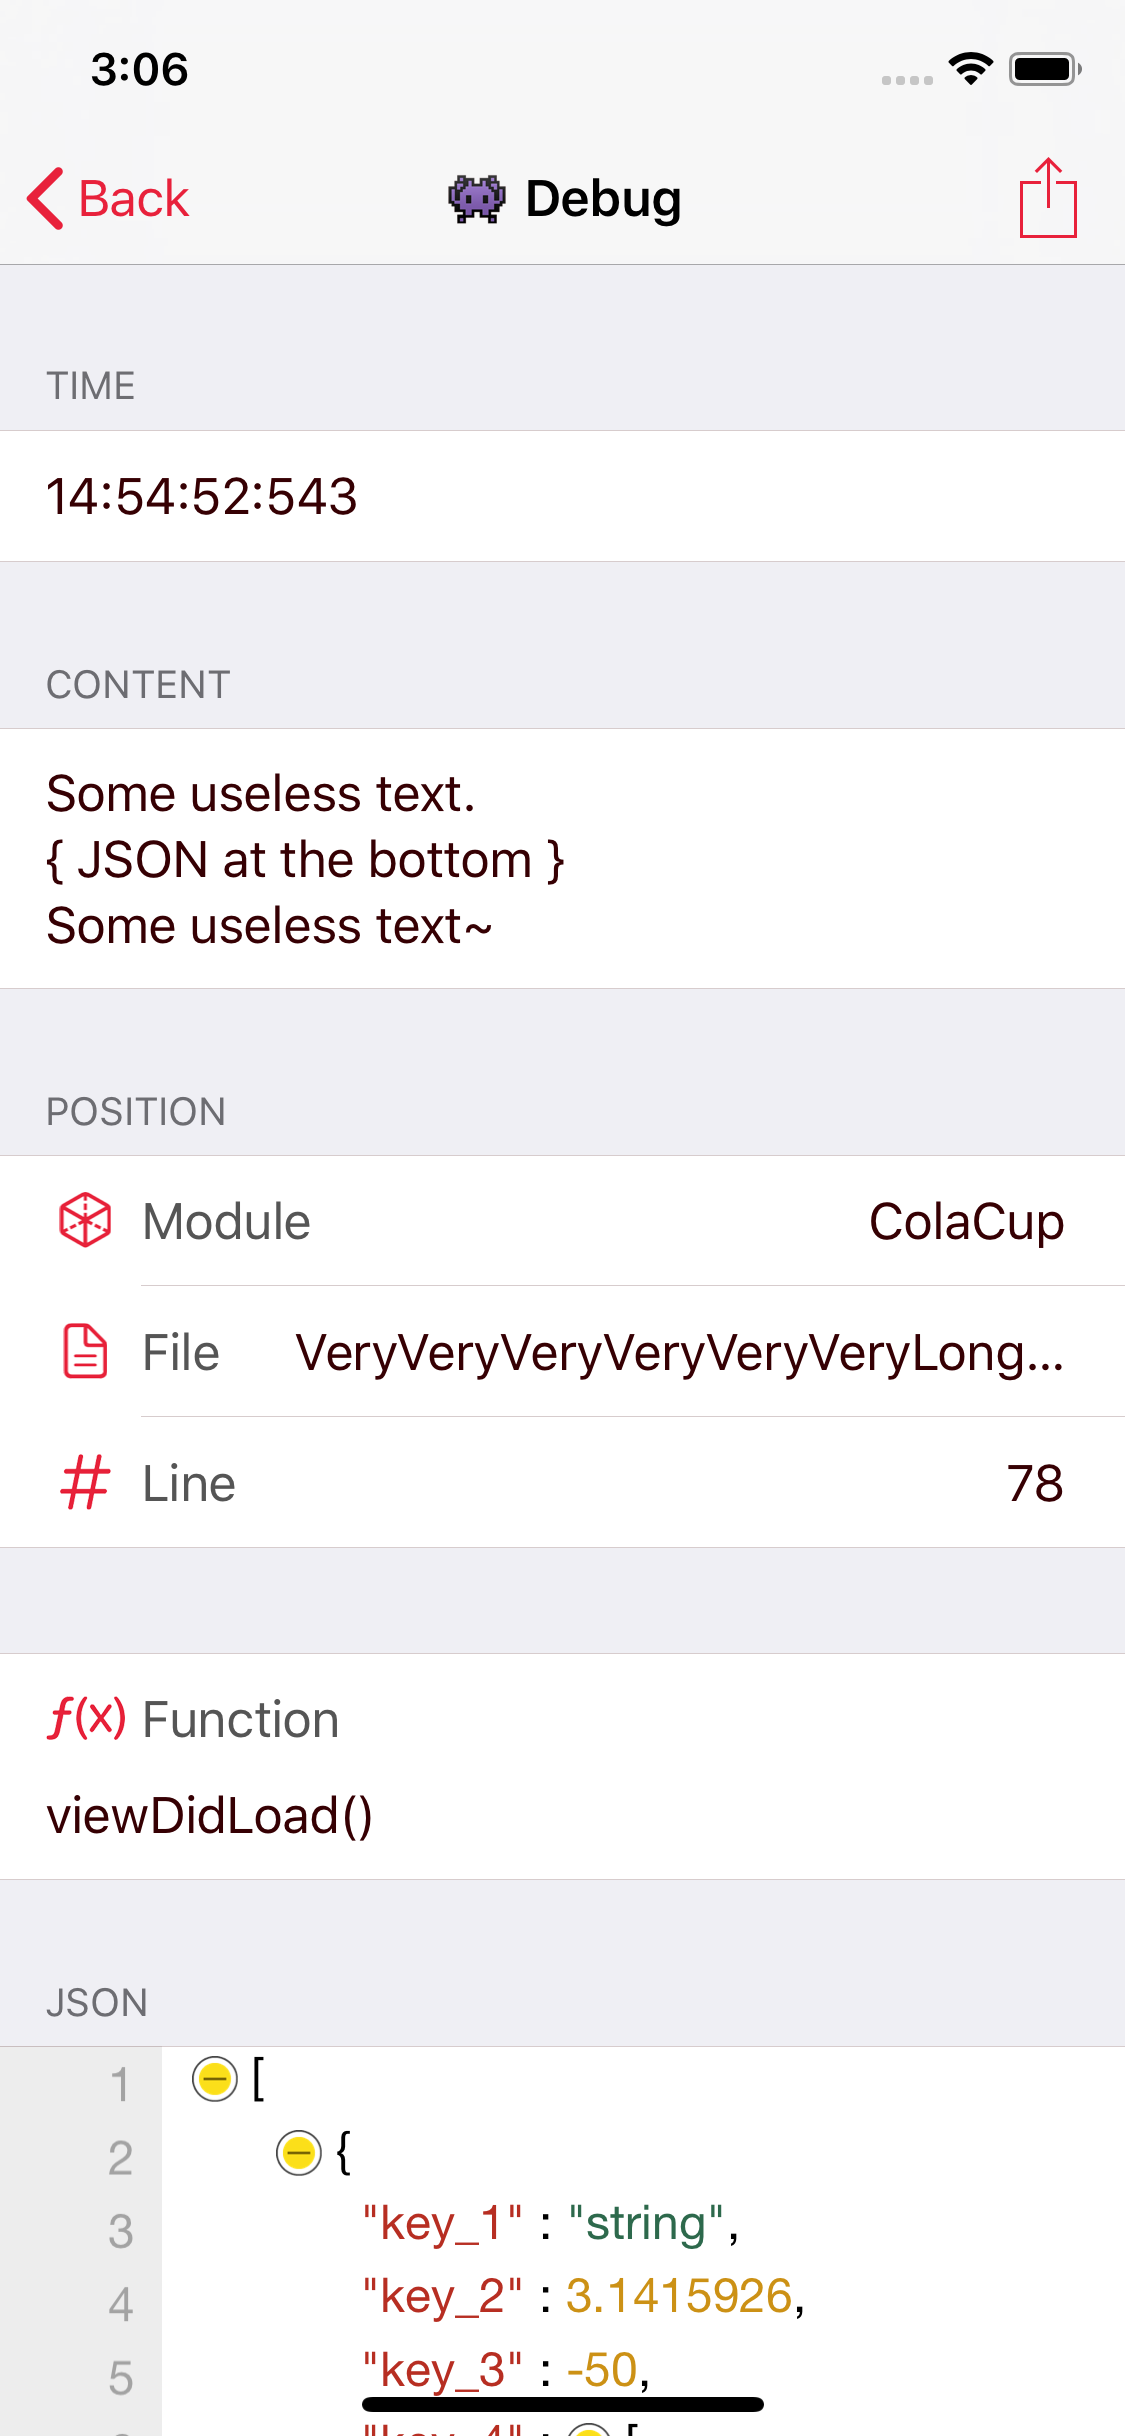 3:06
Back
👾 Debug
TIME
14:54:52:543
CONTENT
Some useless text.
{ JSON at the bottom }
Some useless text~
POSITION
Module ColaCup
File VeryVeryVeryVeryVeryVeryLong...
# Line 78
f(x) Function
viewDidLoad()
JSON
1 [
2 {
3 "key_1" : "string",
4 "key_2" : 3.1415926,
5 "key_3" : -50,